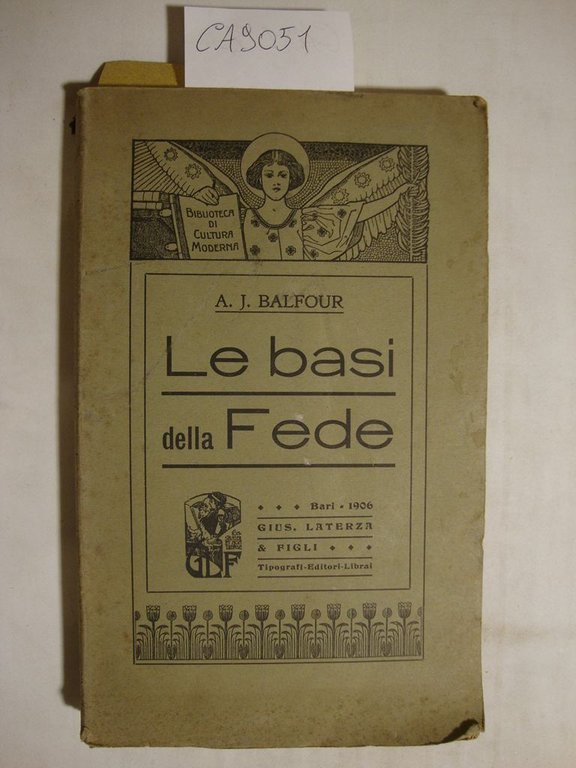 CA9051
BIBLIOTECA
DI
CULTURA
MODERNA
A. J. BALFOUR
Le basi
della Fede
Bari • 1906
GIUS. LATERZA
& FIGLI
Tipografi-Editori-Librai
GLF